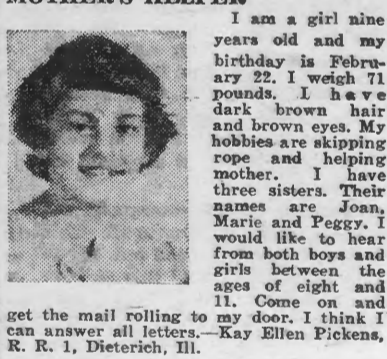 MOTHER'S HELPER
I am a girl nine
years old and my
birthday is Febru-
ary 22. I weigh 71
pounds. I have
dark brown hair
and brown eyes. My
hobbies are skipping
rope and helping
mother. I have
three sisters. Their
names are Joan,
Marie and Peggy. I
would like to hear
from both boys and
girls between the
ages of eight and
11. Come on and
get the mail rolling to my door. I think I
can answer all letters.—Kay Ellen Pickens,
R. R. 1, Dieterich, Ill.